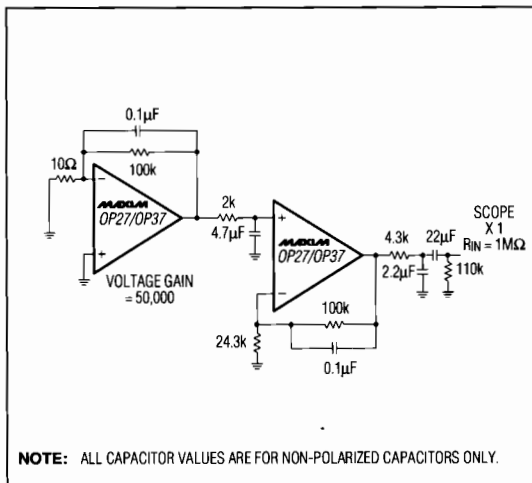 0.1µF
100k
10Ω
−
+
MAXIM
OP27/OP37
VOLTAGE GAIN
= 50,000
2k
4.7µF
+
−
MAXIM
OP27/OP37
4.3k
22µF
2.2µF
110k
SCOPE
X 1
RIN = 1MΩ
24.3k
100k
0.1µF
NOTE: ALL CAPACITOR VALUES ARE FOR NON-POLARIZED CAPACITORS ONLY.